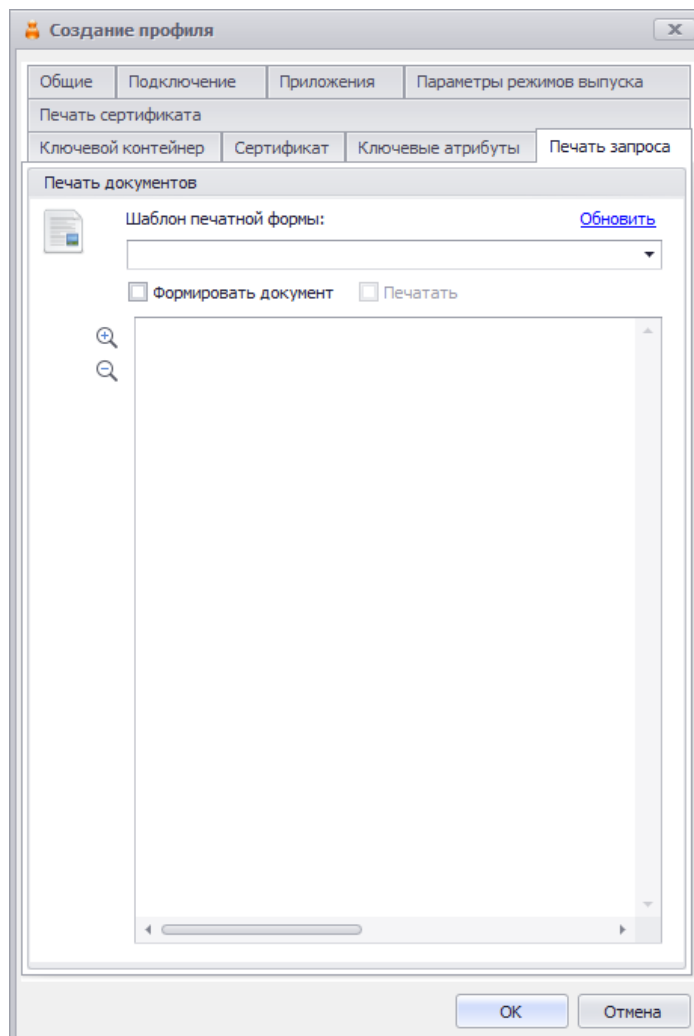 Создание профиля
Общие Подключение Приложения Параметры режимов выпуска
Печать сертификата
Ключевой контейнер Сертификат Ключевые атрибуты Печать запроса
Печать документов
Шаблон печатной формы: Обновить
Формировать документ Печатать
OK Отмена